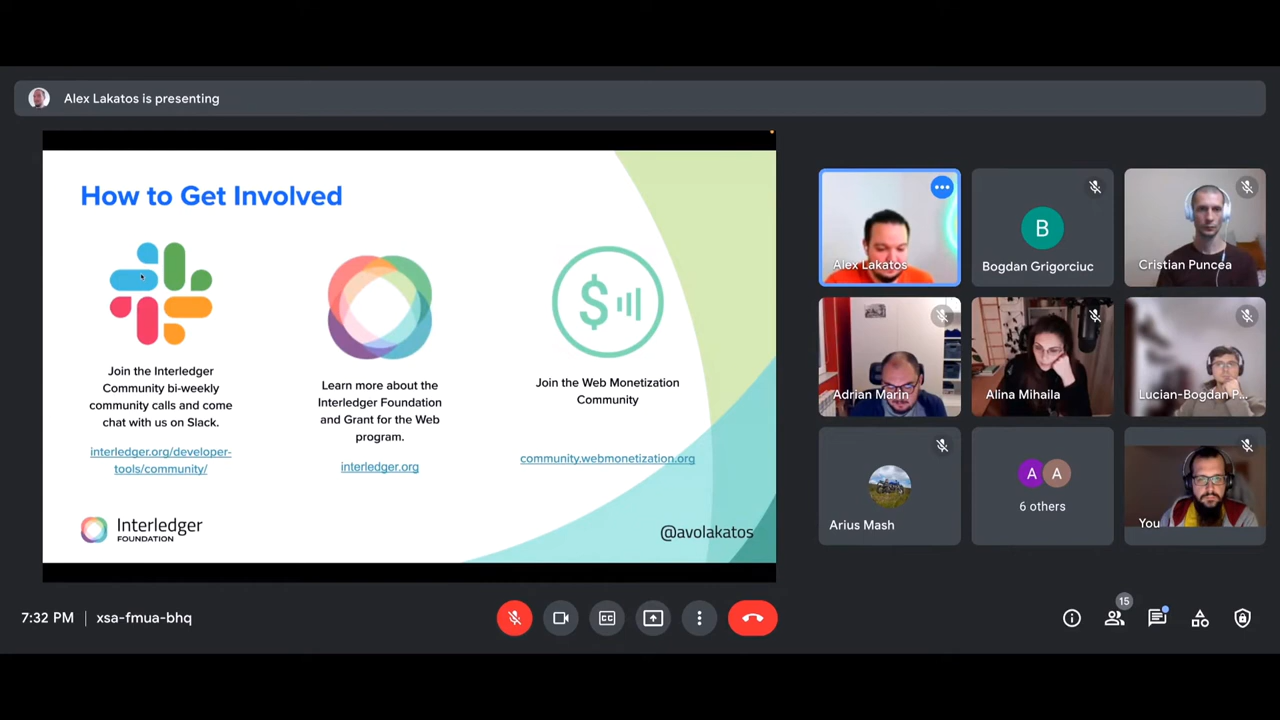 Alex Lakatos is presenting
How to Get Involved
Join the Interledger
Community bi-weekly
community calls and come
chat with us on Slack.
interledger.org/developer-
tools/community/
Learn more about the
Interledger Foundation
and Grant for the Web
program.
interledger.org
$
Join the Web Monetization
Community
community.webmonetization.org
Interledger
FOUNDATION
@avolakatos
Alex Lakatos
B
Bogdan Grigorciuc
Cristian Puncea
Adrian Marin
Alina Mihaila
Lucian-Bogdan P...
Arius Mash
A A
6 others
You
7:32 PM | xsa-fmua-bhq
CC
15